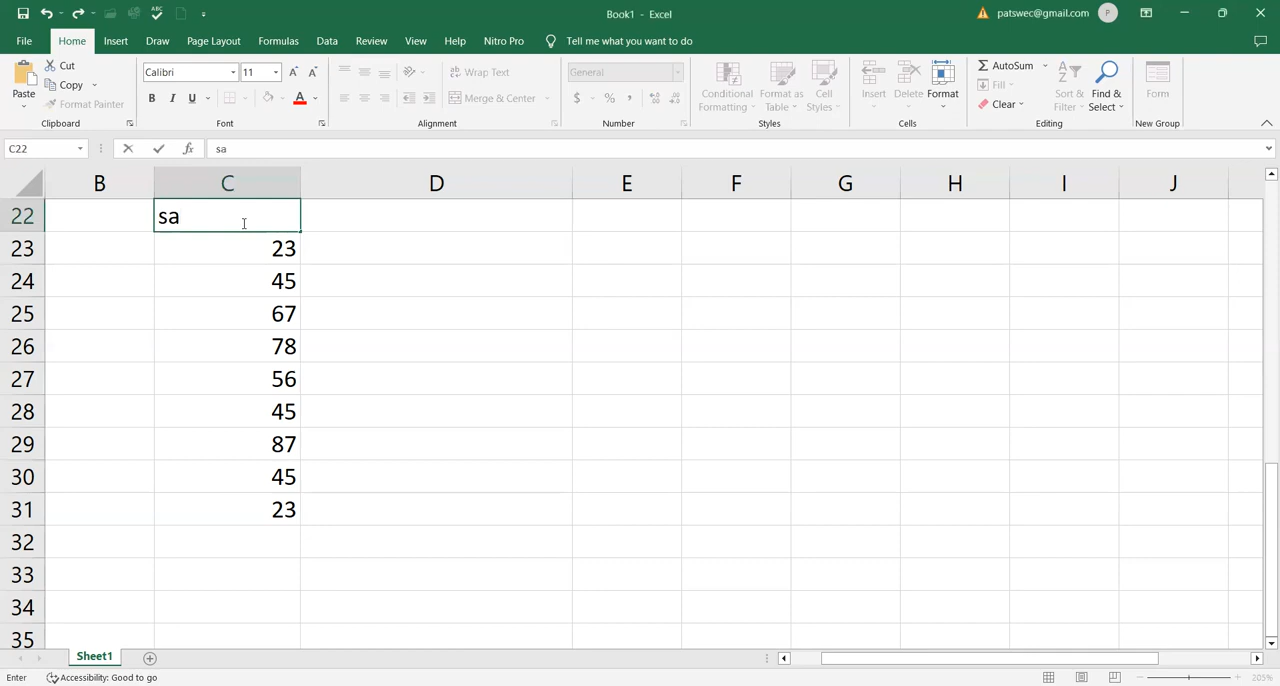 ABC
Book1 - Excel
patswec@gmail.com
P
File
Home
Insert
Draw
Page Layout
Formulas
Data
Review
View
Help
Nitro Pro
Tell me what you want to do
Paste
Cut
Copy
Format Painter
Clipboard
Calibri
11
A
A
B
I
U
A
Font
ab
Wrap Text
Merge & Center
Alignment
General
$
%
,
Number
Conditional
Formatting
Format as
Table
Cell
Styles
Styles
Insert
Delete
Format
Cells
AutoSum
Fill
Clear
Sort &
Filter
Find &
Select
Editing
Form
New Group
C22
fx
sa
B
C
D
E
F
G
H
I
J
22
sa
23
23
24
45
25
67
26
78
27
56
28
45
29
87
30
45
31
23
32
33
34
35
Sheet1
Enter
Accessibility: Good to go
205%